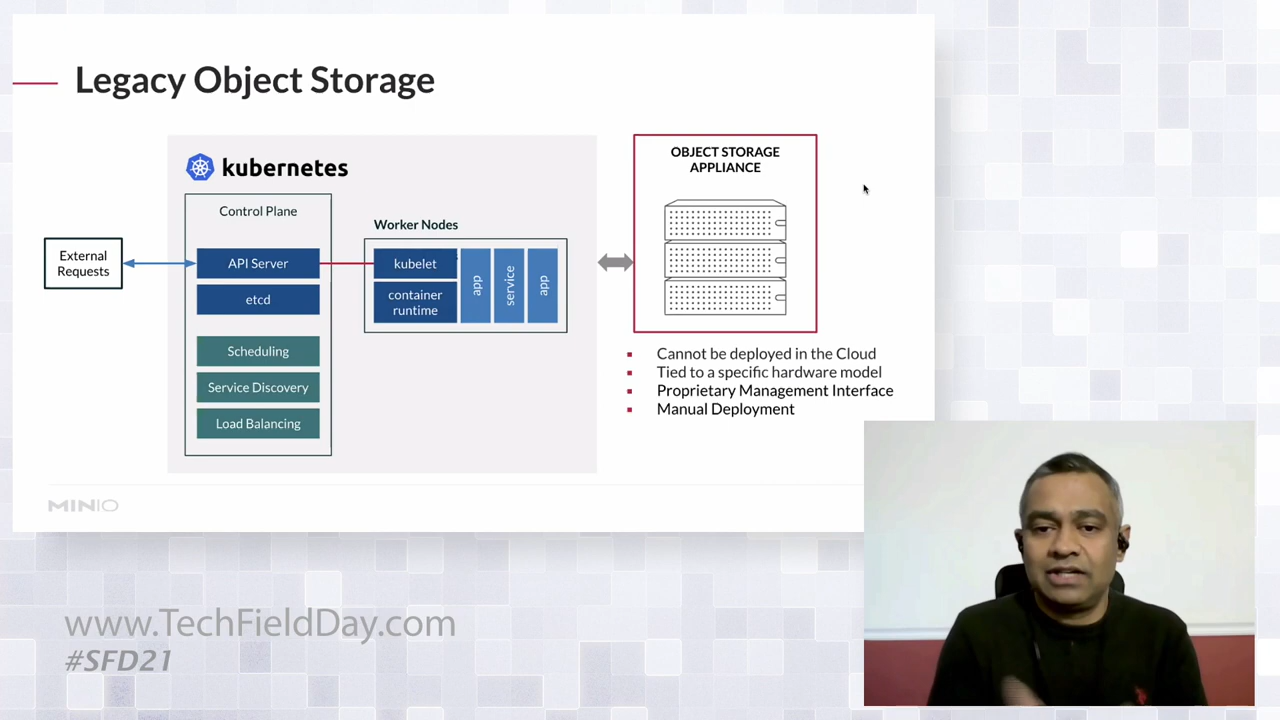 Legacy Object Storage
kubernetes
Control Plane
External
Requests
API Server
etcd
Scheduling
Service Discovery
Load Balancing
Worker Nodes
kubelet
container
runtime
app
service
app
OBJECT STORAGE
APPLIANCE
▪ Cannot be deployed in the Cloud
▪ Tied to a specific hardware model
▪ Proprietary Management Interface
▪ Manual Deployment
MINIO
www.TechFieldDay.com
#SFD21